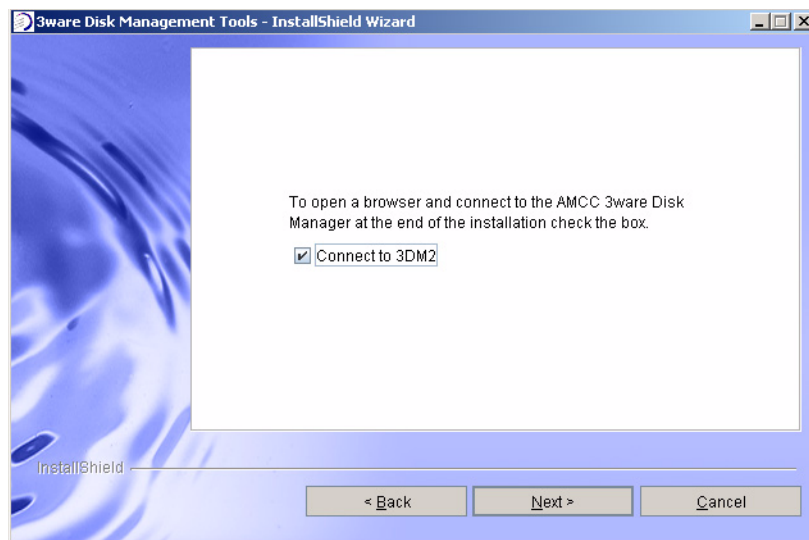 3ware Disk Management Tools - InstallShield Wizard
To open a browser and connect to the AMCC 3ware Disk
Manager at the end of the installation check the box.
Connect to 3DM2
InstallShield
< Back
Next >
Cancel